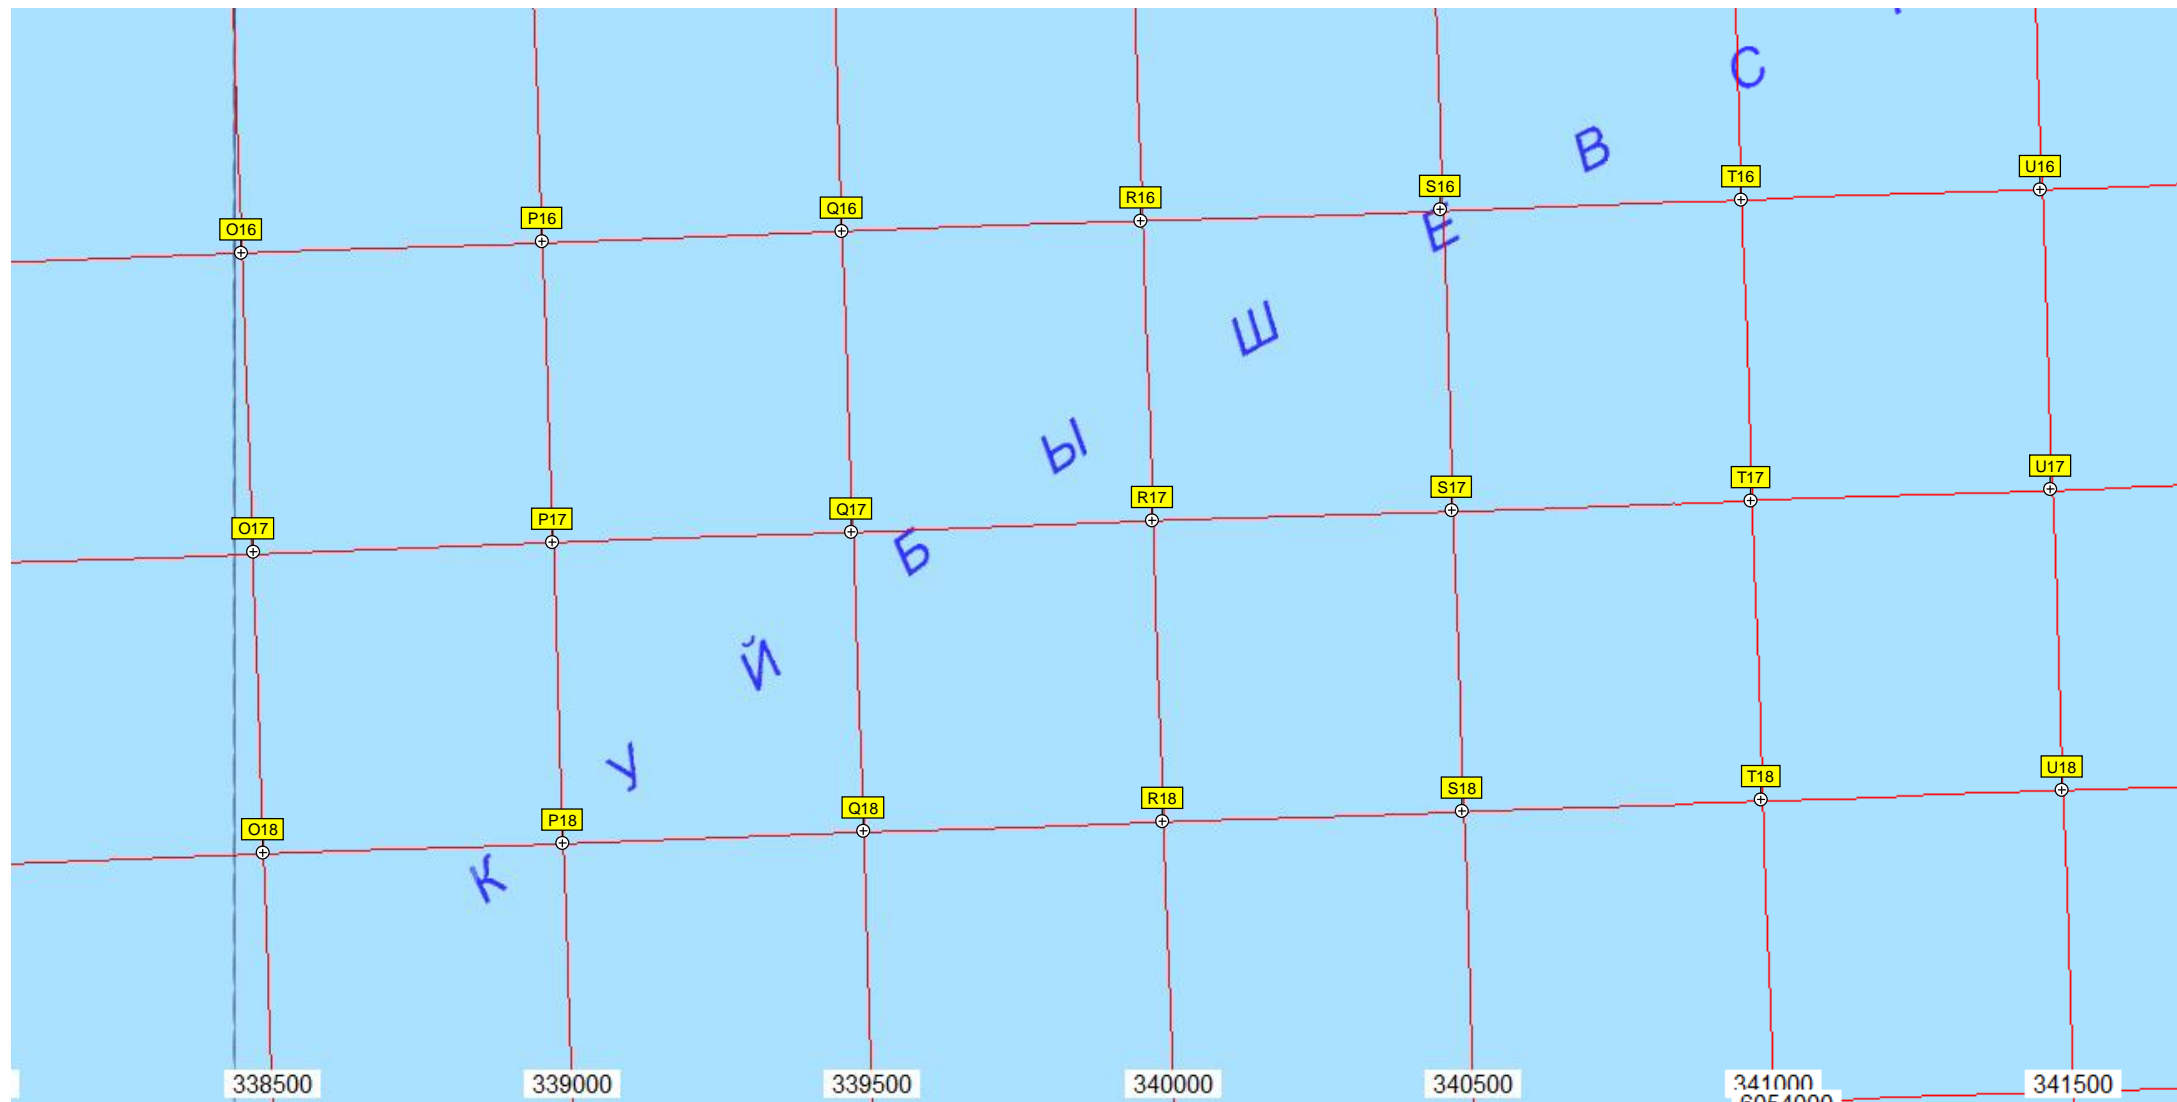 О16 P16 Q16 R16 S16 T16 U16
O17 P17 Q17 R17 S17 T17 U17
O18 P18 Q18 R18 S18 T18 U18
КУЙБЫШЕВС
338500 339000 339500 340000 340500 341000 341500